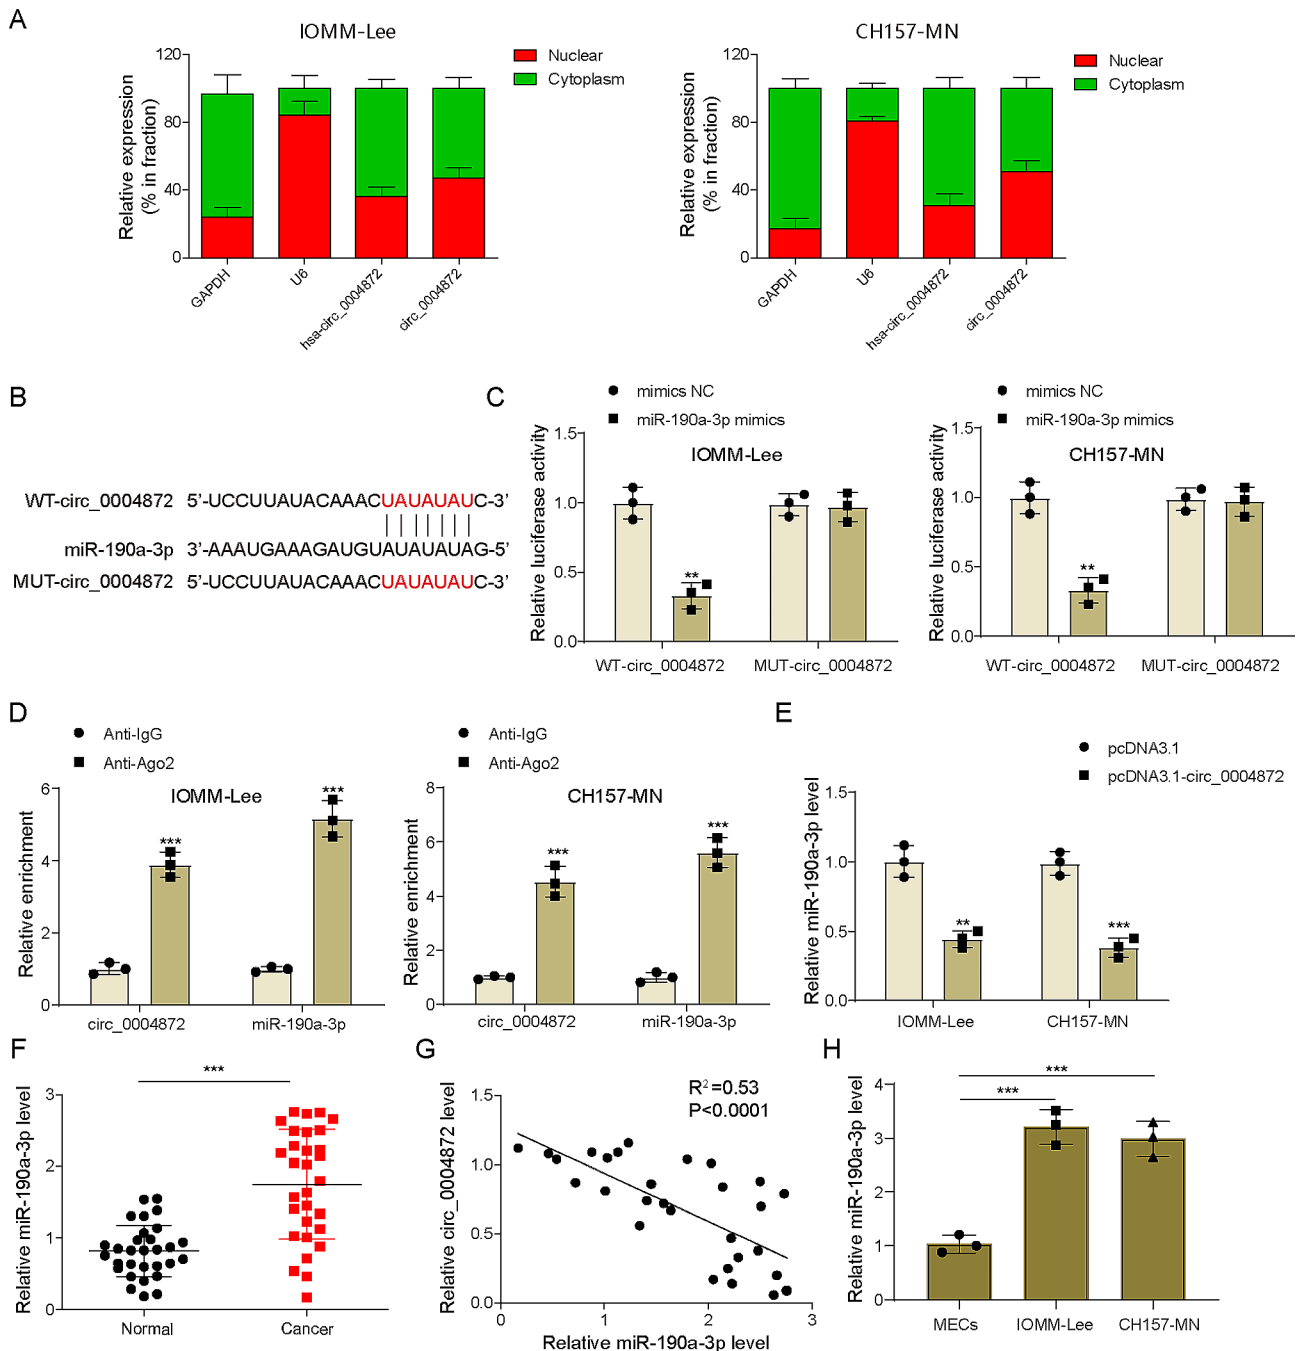 A
IOMM-Lee
Nuclear
Cytoplasm
Relative expression
(% in fraction)
120
80
40
0
GAPDH
U6
hsa-circ_0004872
circ_0004872
CH157-MN
Nuclear
Cytoplasm
Relative expression
(% in fraction)
120
80
40
0
GAPDH
U6
hsa-circ_0004872
circ_0004872
B
WT-circ_0004872 5'-UCCUUAUACAAACUAUAUAUC-3'
miR-190a-3p 3'-AAAUGAAAGAUGUAUAUAUAG-5'
MUT-circ_0004872 5'-UCCUUAUACAAACUAUAUAUC-3'
C
mimics NC
miR-190a-3p mimics
IOMM-Lee
Relative luciferase activity
1.5
1.0
0.5
0.0
**
WT-circ_0004872
MUT-circ_0004872
mimics NC
miR-190a-3p mimics
CH157-MN
Relative luciferase activity
1.5
1.0
0.5
0.0
**
WT-circ_0004872
MUT-circ_0004872
D
Anti-IgG
Anti-Ago2
IOMM-Lee
Relative enrichment
6
4
2
0
***
***
circ_0004872
miR-190a-3p
Anti-IgG
Anti-Ago2
CH157-MN
Relative enrichment
8
6
4
2
0
***
***
circ_0004872
miR-190a-3p
E
pcDNA3.1
pcDNA3.1-circ_0004872
Relative miR-190a-3p level
1.5
1.0
0.5
0.0
**
***
IOMM-Lee
CH157-MN
F
***
Relative miR-190a-3p level
3
2
1
0
Normal
Cancer
G
R²=0.53
P<0.0001
Relative circ_0004872 level
1.5
1.0
0.5
0.0
0
1
2
3
Relative miR-190a-3p level
H
***
***
Relative miR-190a-3p level
4
3
2
1
0
MECs
IOMM-Lee
CH157-MN